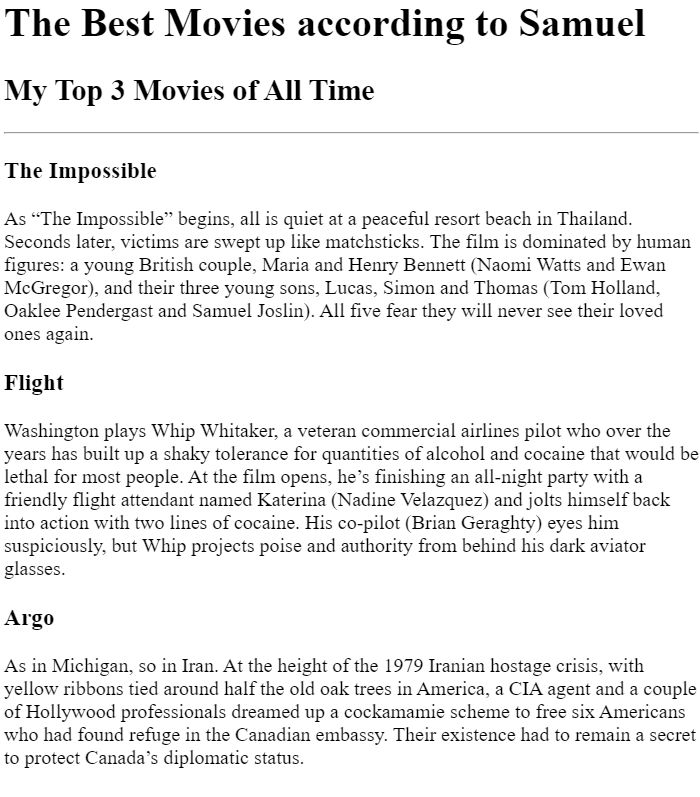 The Best Movies according to Samuel
My Top 3 Movies of All Time
The Impossible
As “The Impossible” begins, all is quiet at a peaceful resort beach in Thailand.
Seconds later, victims are swept up like matchsticks. The film is dominated by human
figures: a young British couple, Maria and Henry Bennett (Naomi Watts and Ewan
McGregor), and their three young sons, Lucas, Simon and Thomas (Tom Holland,
Oaklee Pendergast and Samuel Joslin). All five fear they will never see their loved
ones again.
Flight
Washington plays Whip Whitaker, a veteran commercial airlines pilot who over the
years has built up a shaky tolerance for quantities of alcohol and cocaine that would be
lethal for most people. At the film opens, he’s finishing an all-night party with a
friendly flight attendant named Katerina (Nadine Velazquez) and jolts himself back
into action with two lines of cocaine. His co-pilot (Brian Geraghty) eyes him
suspiciously, but Whip projects poise and authority from behind his dark aviator
glasses.
Argo
As in Michigan, so in Iran. At the height of the 1979 Iranian hostage crisis, with
yellow ribbons tied around half the old oak trees in America, a CIA agent and a couple
of Hollywood professionals dreamed up a cockamamie scheme to free six Americans
who had found refuge in the Canadian embassy. Their existence had to remain a secret
to protect Canada’s diplomatic status.